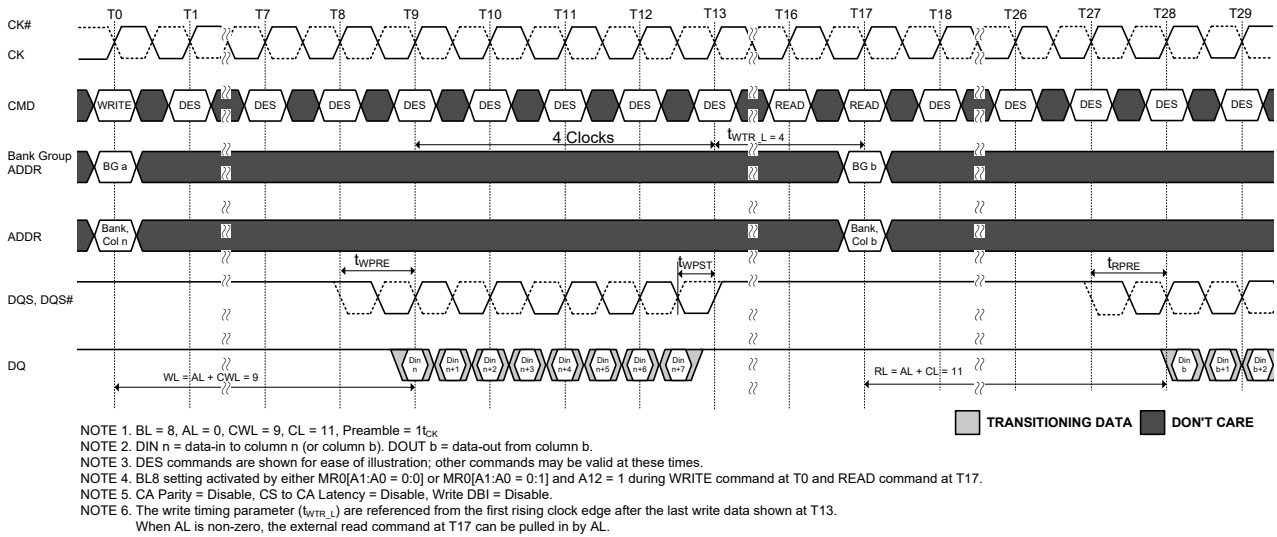 T0 T1 T7 T8 T9 T10 T11 T12 T13 T16 T17 T18 T26 T27 T28 T29
CK#
CK
CMD WRITE DES DES DES DES DES DES DES DES READ READ DES DES DES DES DES
4 Clocks tWTR_L = 4
Bank Group
ADDR
BG a BG b
ADDR
Bank,
Col n
Bank,
Col b
tWPRE tWPST tRPRE
DQS, DQS#
DQ
Din
n
Din
n+1
Din
n+2
Din
n+3
Din
n+4
Din
n+5
Din
n+6
Din
n+7
Din
b
Din
b+1
Din
b+2
WL = AL + CWL = 9 RL = AL + CL = 11
TRANSITIONING DATA DON'T CARE
NOTE 1. BL = 8, AL = 0, CWL = 9, CL = 11, Preamble = 1tCK
NOTE 2. DIN n = data-in to column n (or column b). DOUT b = data-out from column b.
NOTE 3. DES commands are shown for ease of illustration; other commands may be valid at these times.
NOTE 4. BL8 setting activated by either MR0[A1:A0 = 0:0] or MR0[A1:A0 = 0:1] and A12 = 1 during WRITE command at T0 and READ command at T17.
NOTE 5. CA Parity = Disable, CS to CA Latency = Disable, Write DBI = Disable.
NOTE 6. The write timing parameter (tWTR_L) are referenced from the first rising clock edge after the last write data shown at T13.
When AL is non-zero, the external read command at T17 can be pulled in by AL.